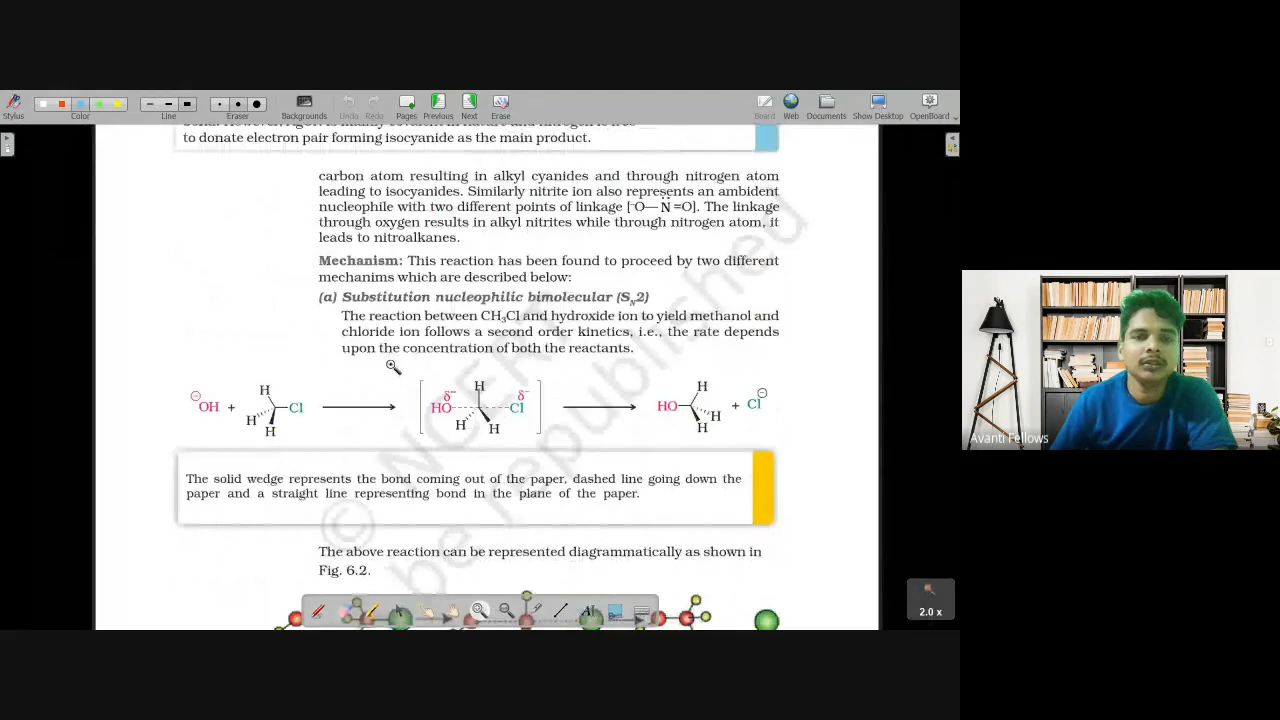 Stylus
Color
Line
Eraser
Backgrounds
Undo
Redo
Pages
Previous
Next
Erase
Board
Web
Documents
Show Desktop
OpenBoard
to donate electron pair forming isocyanide as the main product.
carbon atom resulting in alkyl cyanides and through nitrogen atom
leading to isocyanides. Similarly nitrite ion also represents an ambident
nucleophile with two different points of linkage [⁻O—N̈=O]. The linkage
through oxygen results in alkyl nitrites while through nitrogen atom, it
leads to nitroalkanes.
Mechanism: This reaction has been found to proceed by two different
mechanims which are described below:
(a) Substitution nucleophilic bimolecular (SN2)
The reaction between CH3Cl and hydroxide ion to yield methanol and
chloride ion follows a second order kinetics, i.e., the rate depends
upon the concentration of both the reactants.
⊖OH + H H H Cl → [HO δ⁻ H H H Cl δ⁻] → HO H H H + Cl⊖
The solid wedge represents the bond coming out of the paper, dashed line going down the
paper and a straight line representing bond in the plane of the paper.
The above reaction can be represented diagrammatically as shown in
Fig. 6.2.
© NCERT
be republished
2.0 x
Avanti Fellows